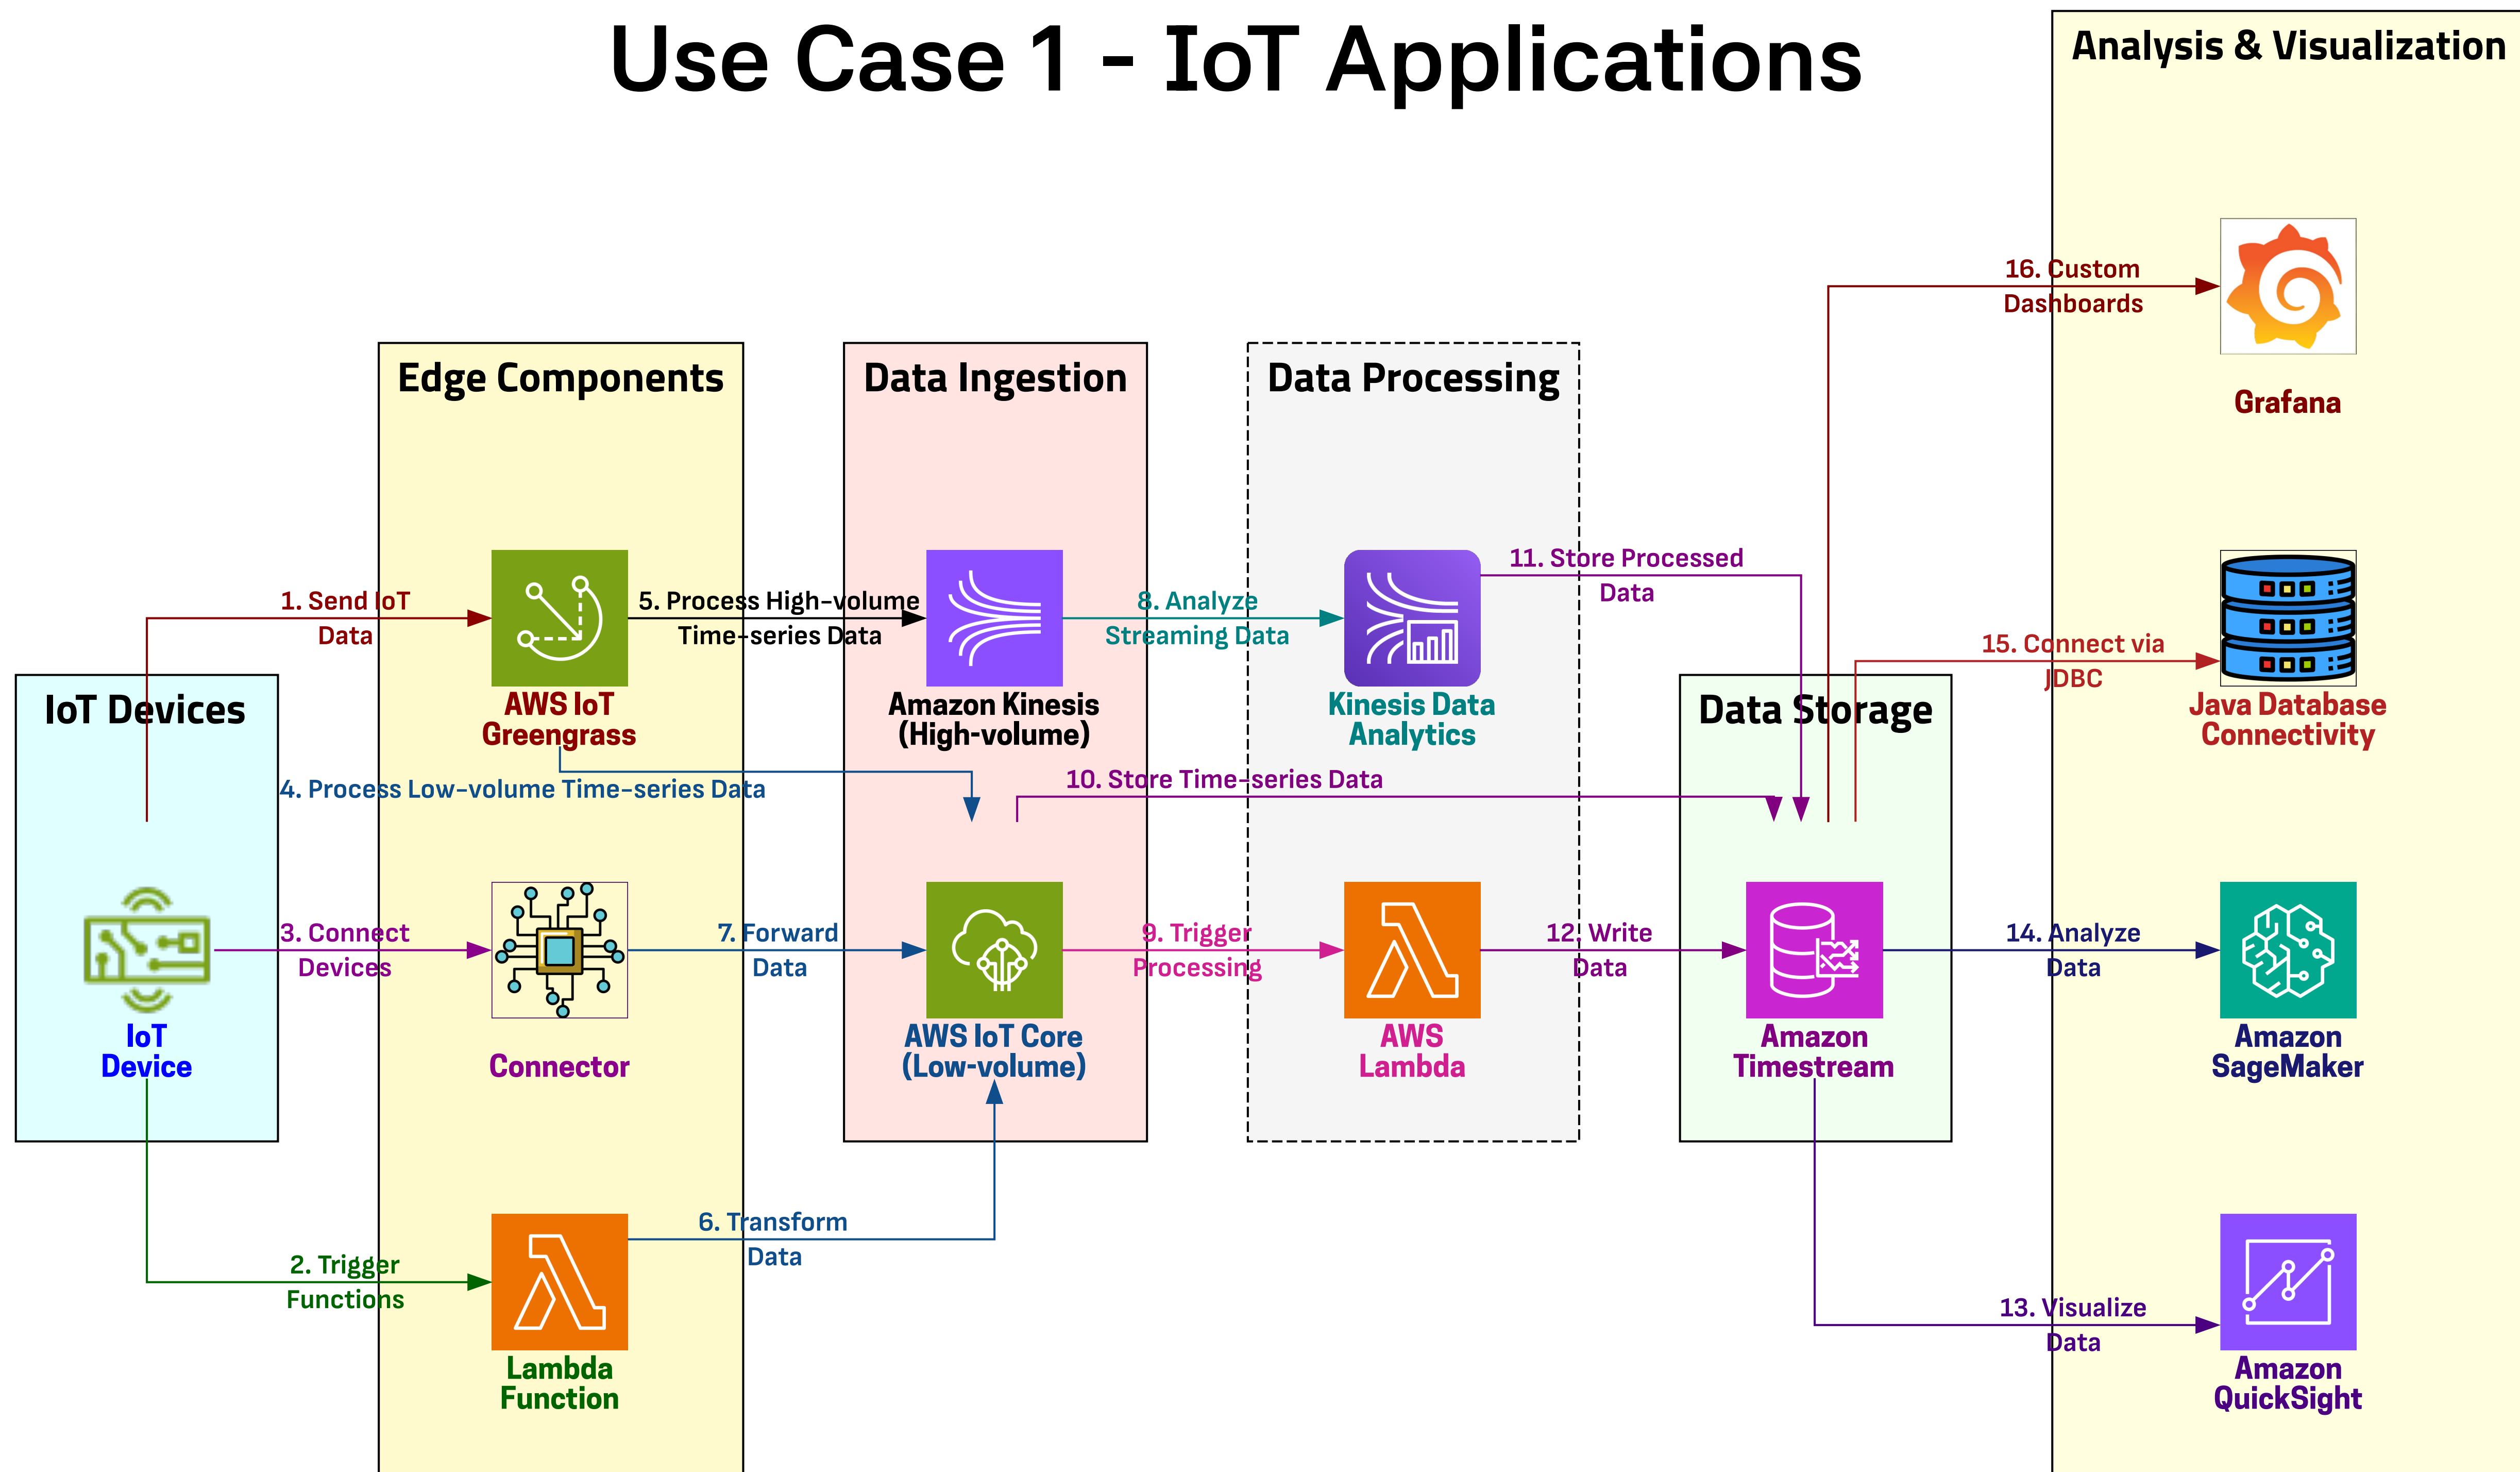 Use Case 1 - IoT Applications
Analysis & Visualization
16. Custom
Dashboards
Grafana
Edge Components
Data Ingestion
Data Processing
1. Send IoT
Data
5. Process High-volume
Time-series Data
8. Analyze
Streaming Data
11. Store Processed
Data
15. Connect via
JDBC
IoT Devices
AWS IoT
Greengrass
Amazon Kinesis
(High-volume)
Kinesis Data
Analytics
Data Storage
Java Database
Connectivity
4. Process Low-volume Time-series Data
10. Store Time-series Data
3. Connect
Devices
7. Forward
Data
9. Trigger
Processing
12. Write
Data
14. Analyze
Data
IoT
Device
Connector
AWS IoT Core
(Low-volume)
AWS
Lambda
Amazon
Timestream
Amazon
SageMaker
2. Trigger
Functions
6. Transform
Data
13. Visualize
Data
Lambda
Function
Amazon
QuickSight